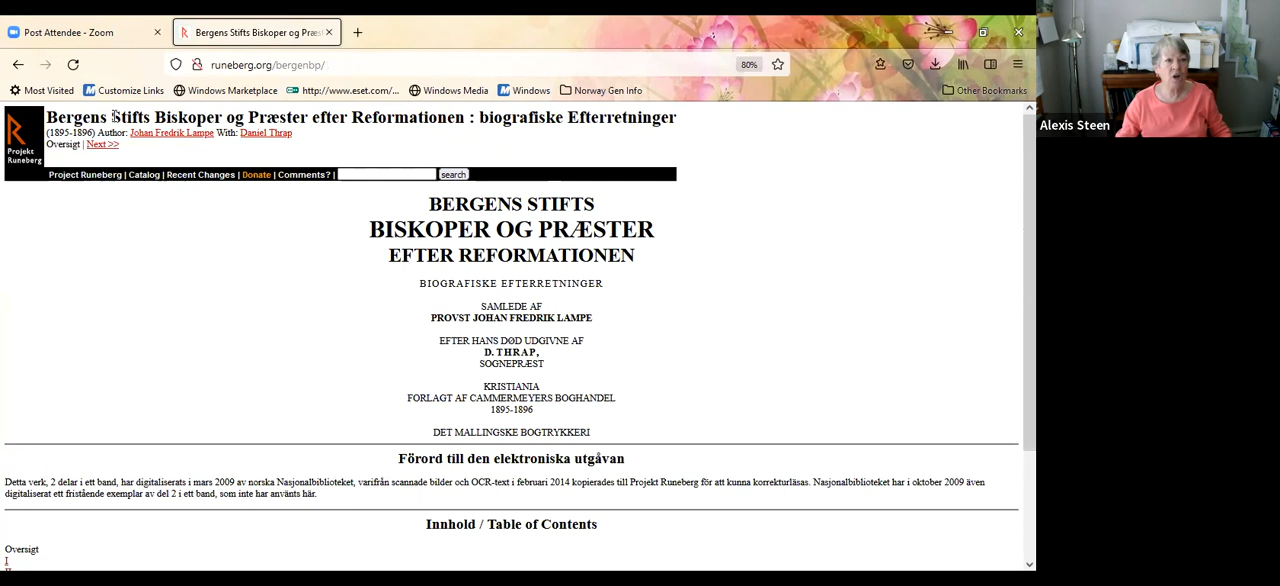 Post Attendee - Zoom
Bergens Stifts Biskoper og Præst
runeberg.org/bergenbp/
80%
Most Visited
Customize Links
Windows Marketplace
http://www.eset.com/...
Windows Media
Windows
Norway Gen Info
Other Bookmarks
Alexis Steen
Projekt
Runeberg
Bergens Stifts Biskoper og Præster efter Reformationen : biografiske Efterretninger
(1895-1896) Author: Johan Fredrik Lampe With: Daniel Thrap
Oversigt | Next >>
Project Runeberg | Catalog | Recent Changes | Donate | Comments? |
search
BERGENS STIFTS
BISKOPER OG PRÆSTER
EFTER REFORMATIONEN
BIOGRAFISKE EFTERRETNINGER
SAMLEDE AF
PROVST JOHAN FREDRIK LAMPE
EFTER HANS DØD UDGIVNE AF
D. THRAP,
SOGNEPRÆST
KRISTIANIA
FORLAGT AF CAMMERMEYERS BOGHANDEL
1895-1896
DET MALLINGSKE BOGTRYKKERI
Förord till den elektroniska utgåvan
Detta verk, 2 delar i ett band, har digitaliserats i mars 2009 av norska Nasjonalbiblioteket, varifrån scannade bilder och OCR-text i februari 2014 kopierades till Projekt Runeberg för att kunna korrekturläsas. Nasjonalbiblioteket har i oktober 2009 även
digitaliserat ett fristående exemplar av del 2 i ett band, som inte har använts här.
Innhold / Table of Contents
Oversigt
I